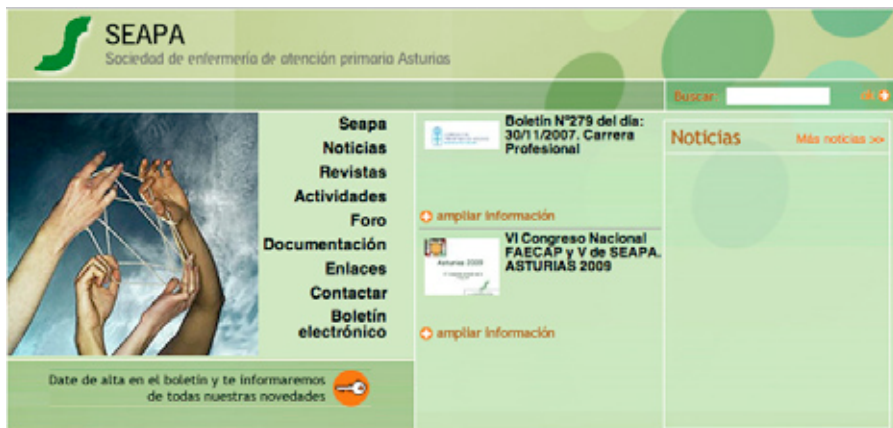 SEAPA
Sociedad de enfermería de atención primaria Asturias
Buscar:
ok
Seapa
Noticias
Revistas
Actividades
Foro
Documentación
Enlaces
Contactar
Boletín
electrónico
Date de alta en el boletín y te informaremos
de todas nuestras novedades
Boletín Nº279 del día:
30/11/2007. Carrera
Profesional
ampliar información
Asturias 2009
VI Congreso Nacional
FAECAP y V de SEAPA.
ASTURIAS 2009
ampliar información
Noticias
Más noticias >>